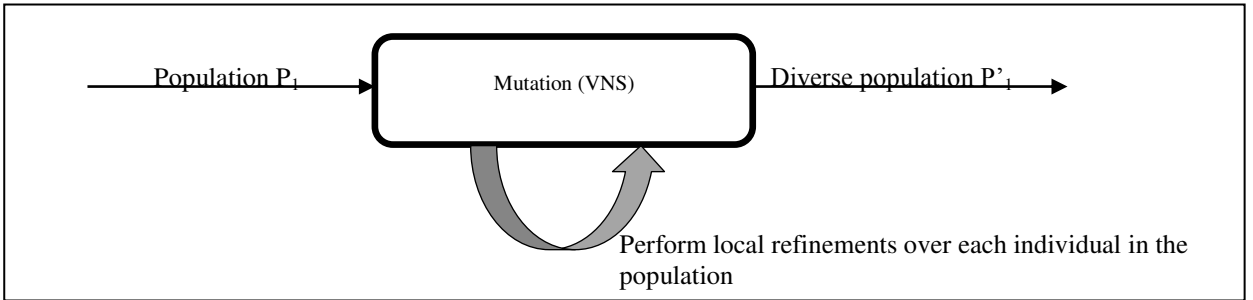 Population P₁
Mutation (VNS)
Diverse population P’₁
Perform local refinements over each individual in the
population